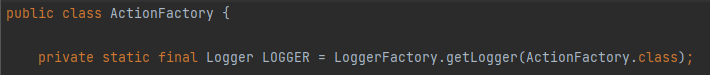 public class ActionFactory {
private static final Logger LOGGER = LoggerFactory.getLogger(ActionFactory.class);